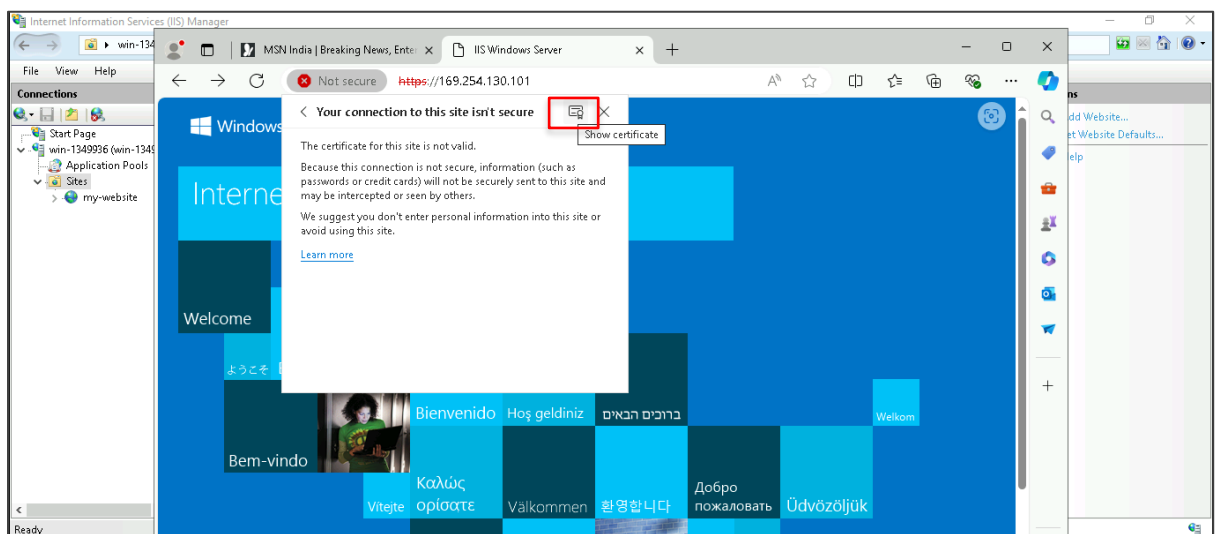 Internet Information Services (IIS) Manager
win-134
File View Help
Connections
Start Page
win-1349936 (win-1349
Application Pools
Sites
my-website
Ready
MSN India | Breaking News, Ente
IIS Windows Server
Not secure
https://169.254.130.101
Your connection to this site isn't secure
Show certificate
The certificate for this site is not valid.
Because this connection is not secure, information (such as
passwords or credit cards) will not be securely sent to this site and
may be intercepted or seen by others.
We suggest you don't enter personal information into this site or
avoid using this site.
Learn more
Windows
Interne
Welcome
ようこそ
Bienvenido
Hoş geldiniz
ברוכים הבאים
Welkom
Bem-vindo
Vítejte
Καλώς
ορίσατε
Välkommen
환영합니다
Добро
пожаловать
Üdvözöljük
ns
dd Website...
et Website Defaults...
elp